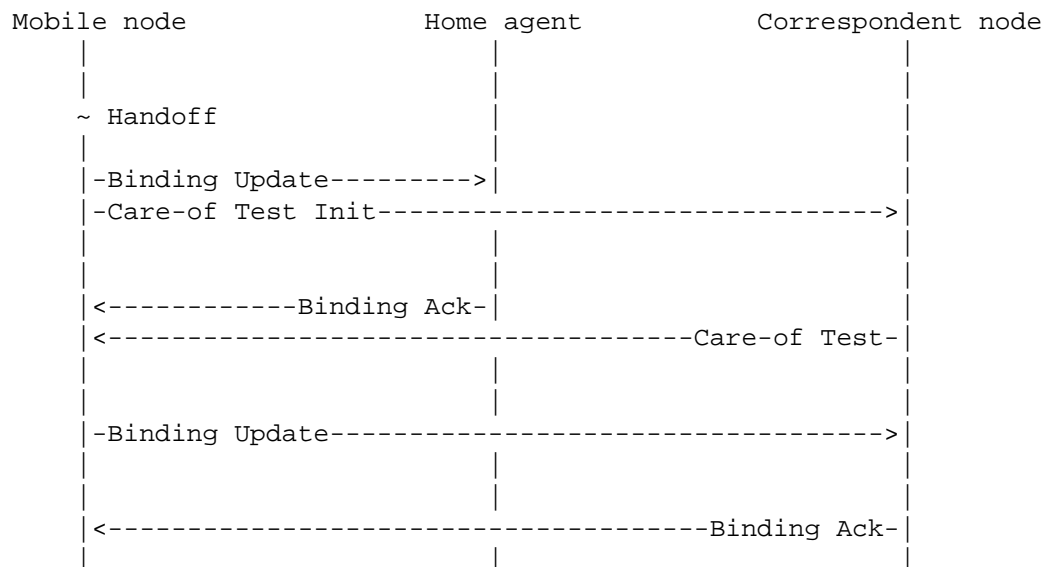 Mobile node Home agent Correspondent node
~ Handoff
-Binding Update--------->
-Care-of Test Init-------------------------------->
<------------Binding Ack-
<-------------------------------------Care-of Test-
-Binding Update----------------------------------->
<--------------------------------------Binding Ack-